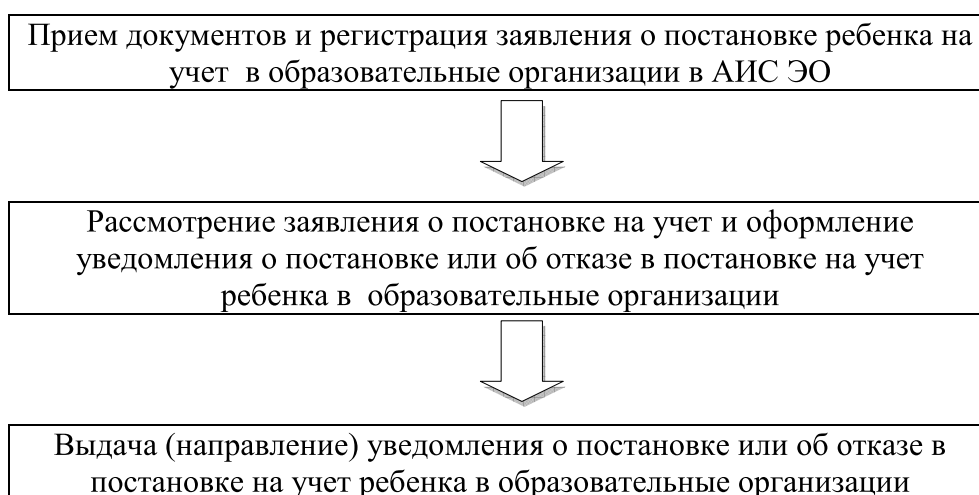 Прием документов и регистрация заявления о постановке ребенка на
учет в образовательные организации в АИС ЭО
Рассмотрение заявления о постановке на учет и оформление
уведомления о постановке или об отказе в постановке на учет
ребенка в образовательные организации
Выдача (направление) уведомления о постановке или об отказе в
постановке на учет ребенка в образовательные организации